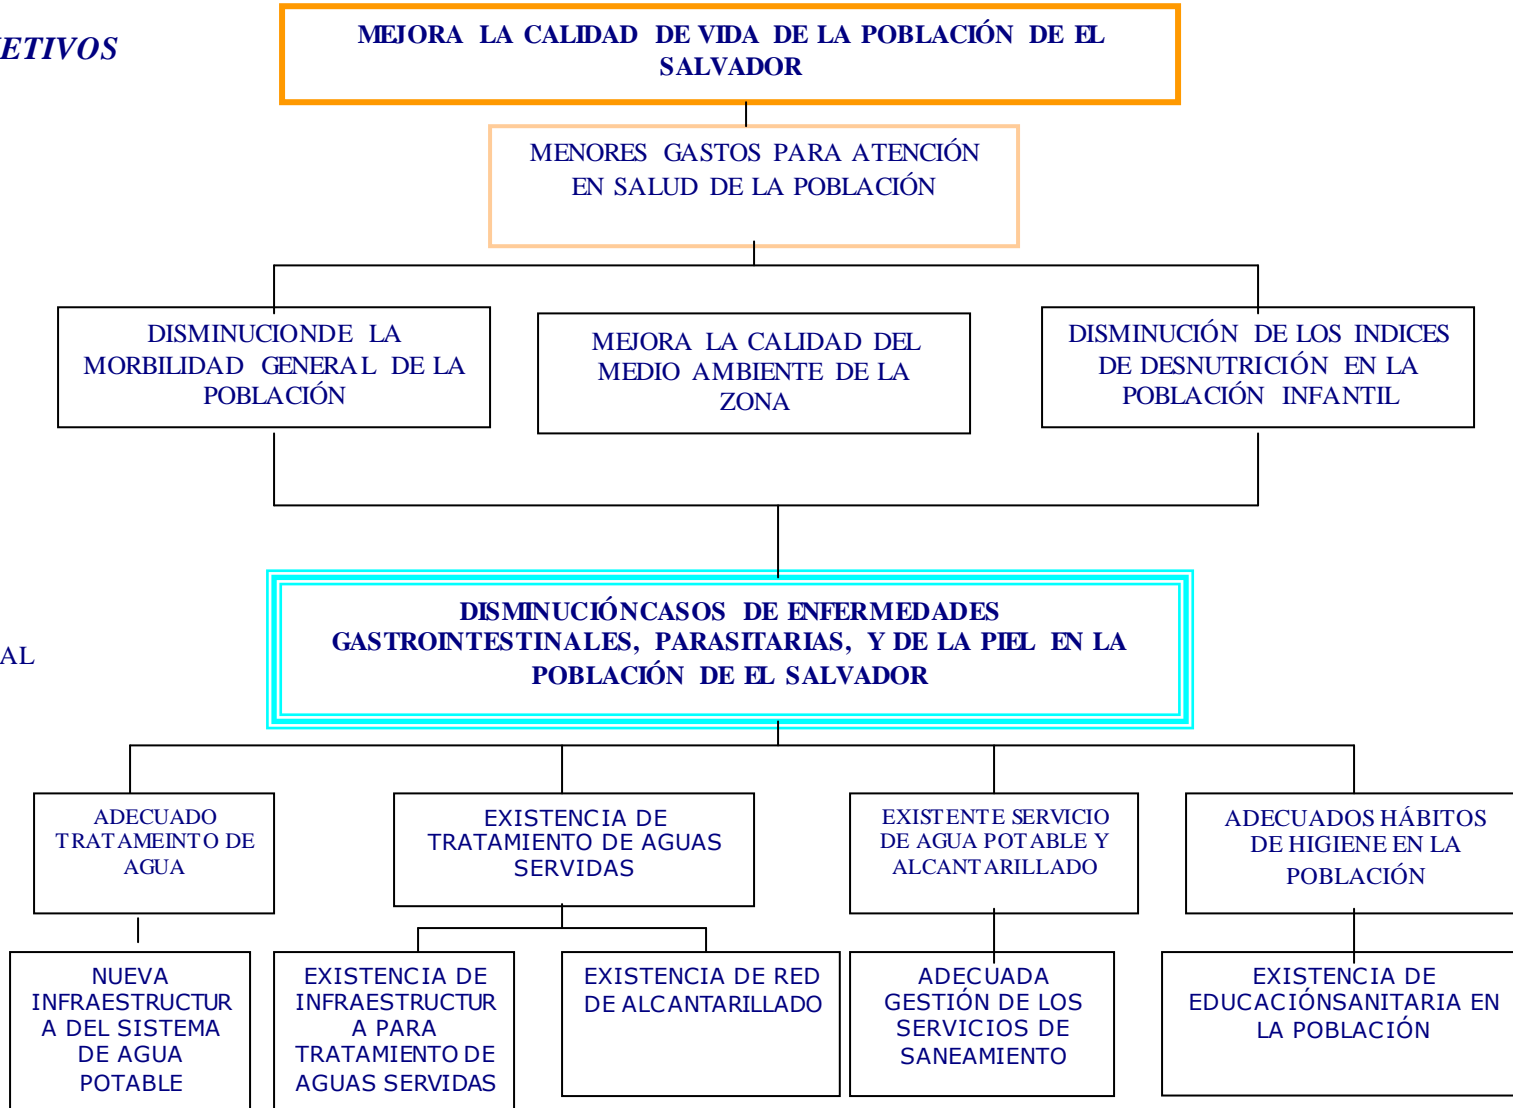 ETIVOS
MEJORA LA CALIDAD DE VIDA DE LA POBLACIÓN DE EL
SALVADOR
MENORES GASTOS PARA ATENCIÓN
EN SALUD DE LA POBLACIÓN
DISMINUCIONDE LA
MORBILIDAD GENERAL DE LA
POBLACIÓN
MEJORA LA CALIDAD DEL
MEDIO AMBIENTE DE LA
ZONA
DISMINUCIÓN DE LOS INDICES
DE DESNUTRICIÓN EN LA
POBLACIÓN INFANTIL
AL
DISMINUCIÓNCASOS DE ENFERMEDADES
GASTROINTESTINALES, PARASITARIAS, Y DE LA PIEL EN LA
POBLACIÓN DE EL SALVADOR
ADECUADO
TRATAMEINTO DE
AGUA
EXISTENCIA DE
TRATAMIENTO DE AGUAS
SERVIDAS
EXISTENTE SERVICIO
DE AGUA POTABLE Y
ALCANTARILLADO
ADECUADOS HÁBITOS
DE HIGIENE EN LA
POBLACIÓN
NUEVA
INFRAESTRUCTUR
A DEL SISTEMA
DE AGUA
POTABLE
EXISTENCIA DE
INFRAESTRUCTUR
A PARA
TRATAMIENTO DE
AGUAS SERVIDAS
EXISTENCIA DE RED
DE ALCANTARILLADO
ADECUADA
GESTIÓN DE LOS
SERVICIOS DE
SANEAMIENTO
EXISTENCIA DE
EDUCACIÓNSANITARIA EN
LA POBLACIÓN